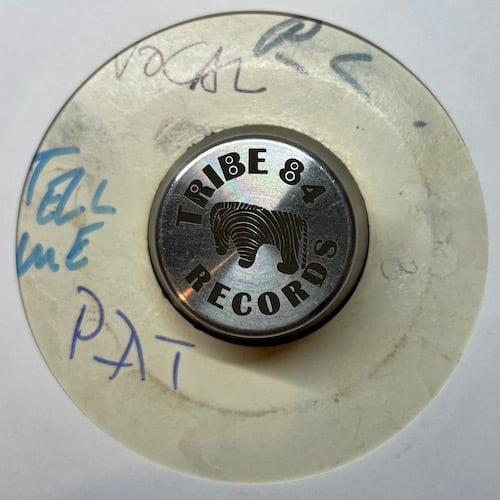 VOCAL
TRIBE 84
RECORDS
TELL
ME
PAT